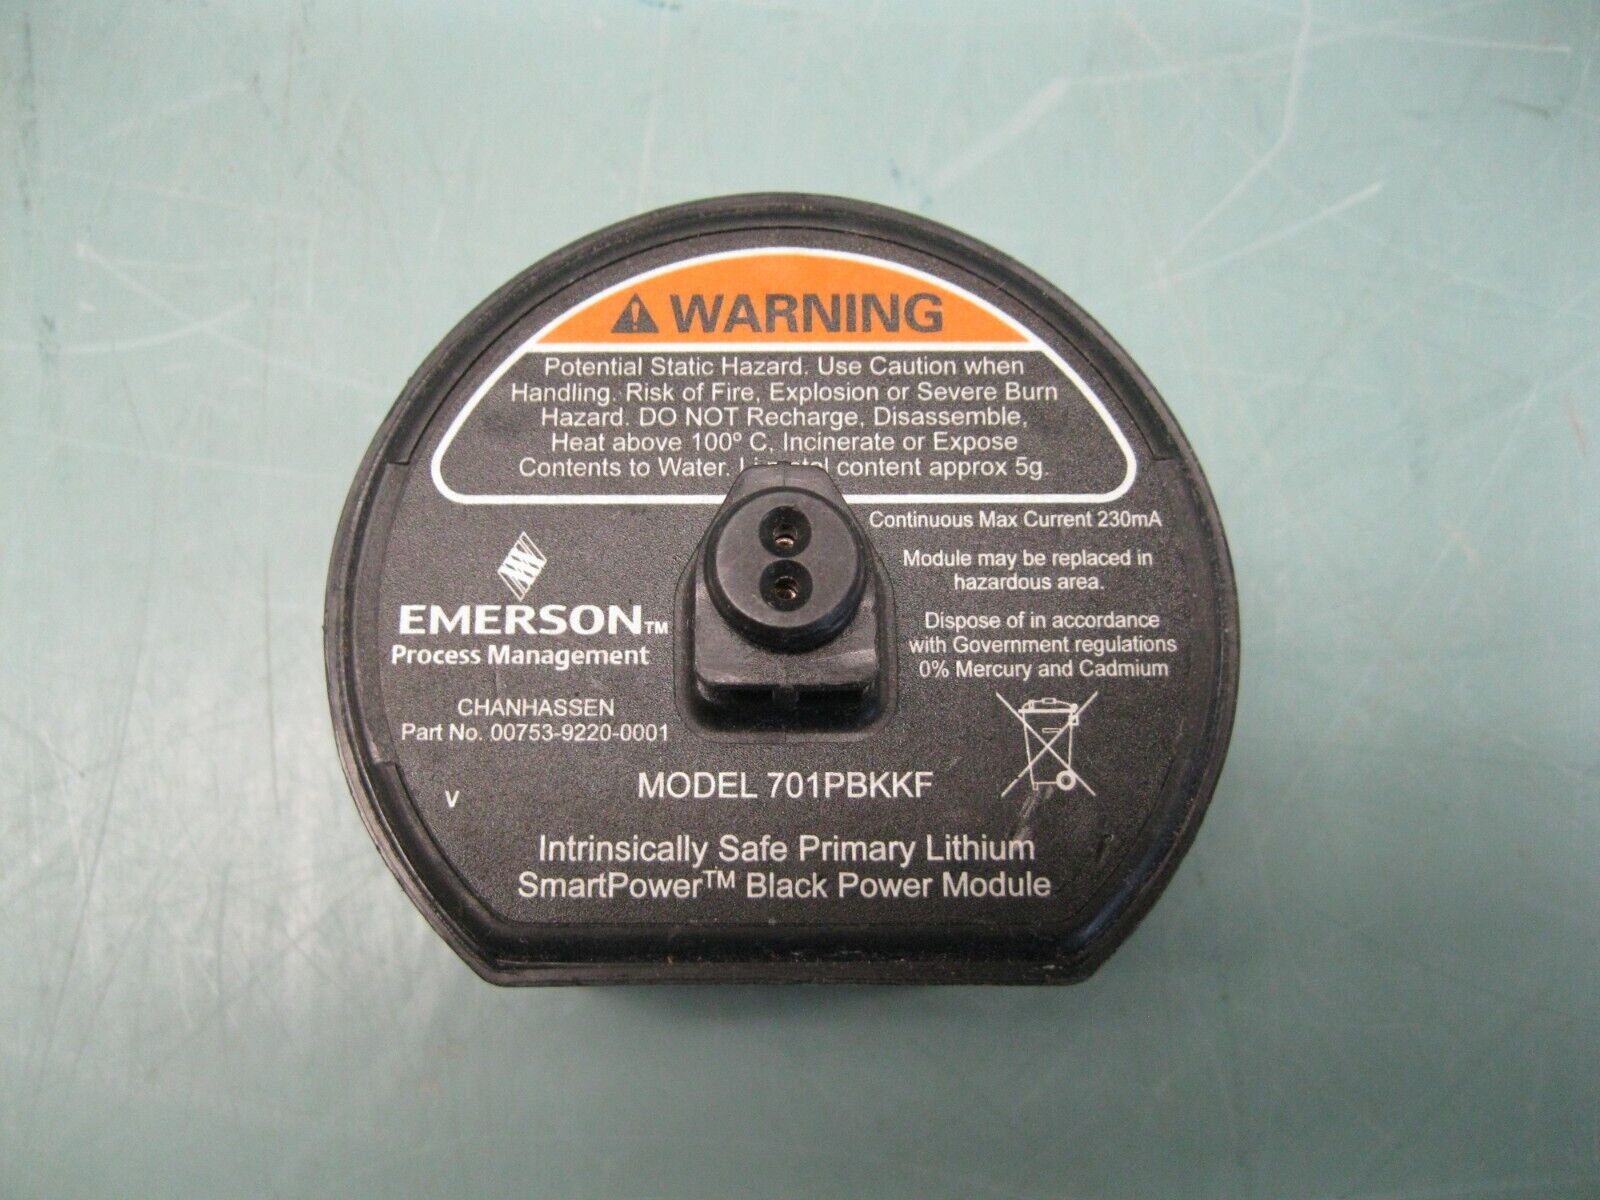 WARNING
Potential Static Hazard. Use Caution when
Handling. Risk of Fire, Explosion or Severe Burn
Hazard. DO NOT Recharge, Disassemble,
Heat above 100º C, Incinerate or Expose
Contents to Water. content approx 5g.
Continuous Max Current 230mA
Module may be replaced in
hazardous area.
Dispose of in accordance
with Government regulations
0% Mercury and Cadmium
EMERSON™
Process Management
CHANHASSEN
Part No. 00753-9220-0001
V
MODEL 701PBKKF
Intrinsically Safe Primary Lithium
SmartPower™ Black Power Module